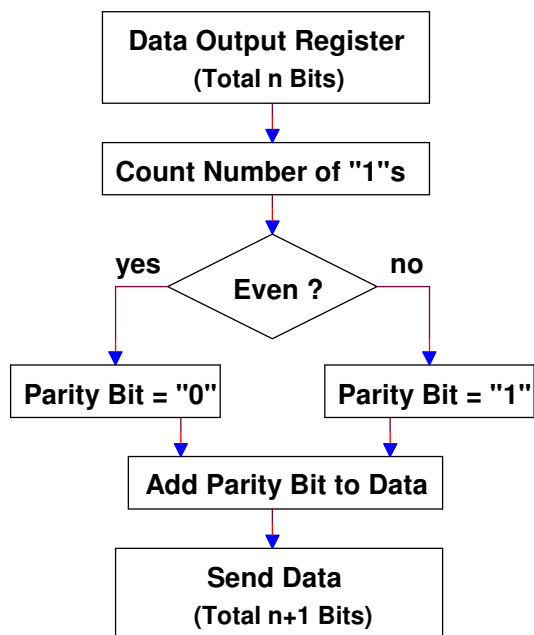 Data Output Register
(Total n Bits)
Count Number of "1"s
yes
no
Even ?
Parity Bit = "0"
Parity Bit = "1"
Add Parity Bit to Data
Send Data
(Total n+1 Bits)